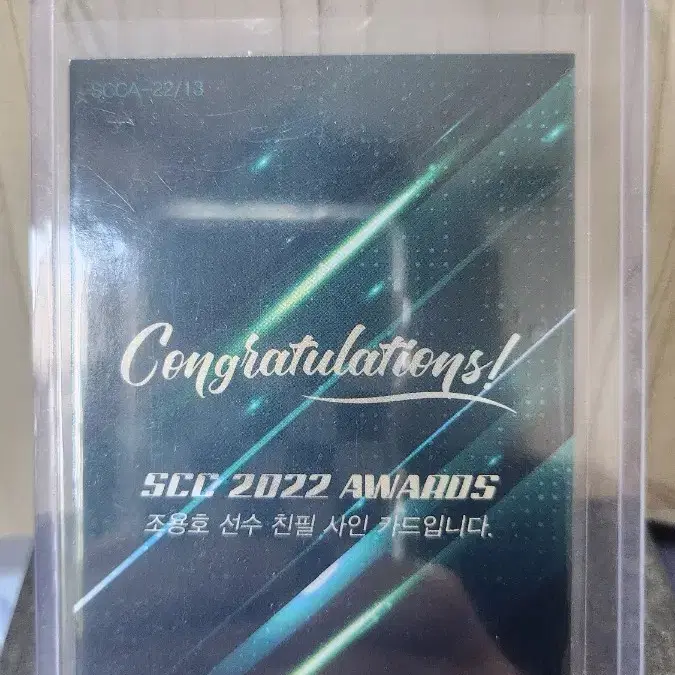 SCCA-22/13
Congratulations!
SCC 2022 AWARDS
조용호 선수 친필 사인 카드입니다.